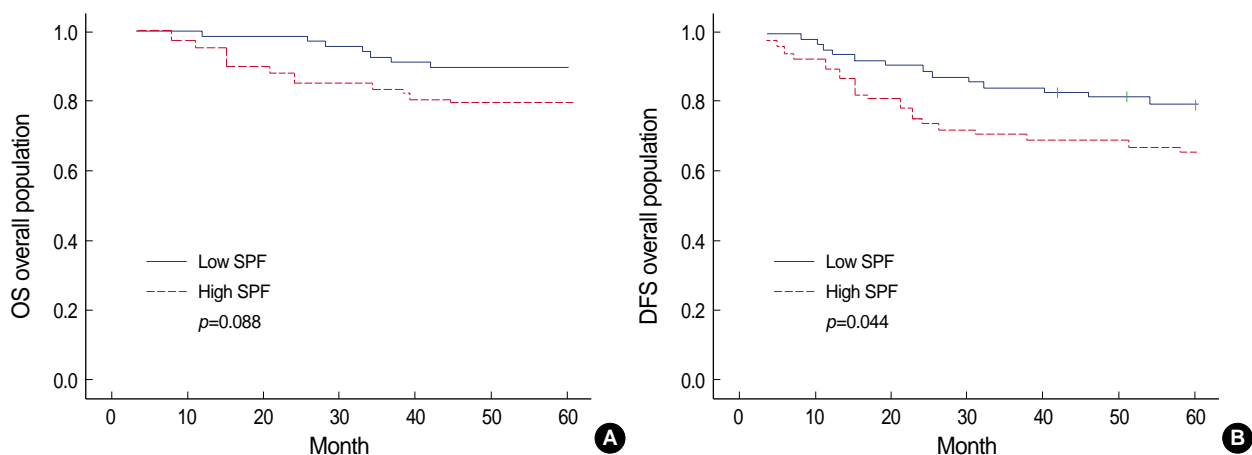 OS overall population
1.0
0.8
0.6
0.4
0.2
0.0
Low SPF
High SPF
p=0.088
0 10 20 30 40 50 60
Month
A
DFS overall population
1.0
0.8
0.6
0.4
0.2
0.0
Low SPF
High SPF
p=0.044
0 10 20 30 40 50 60
Month
B